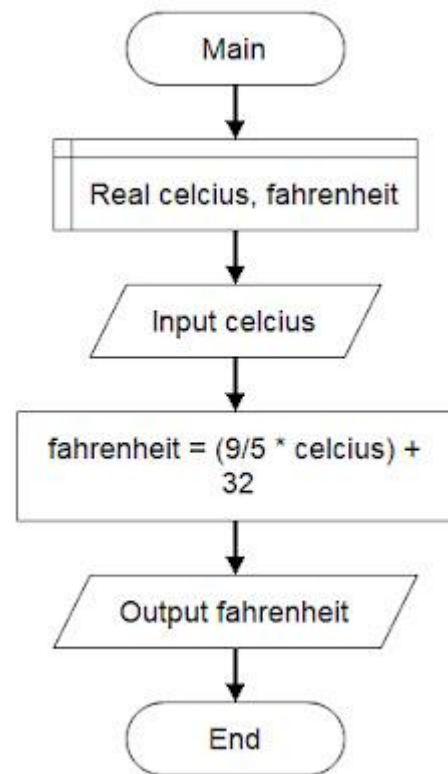 Main
Real celcius, fahrenheit
Input celcius
fahrenheit = (9/5 * celcius) +
32
Output fahrenheit
End